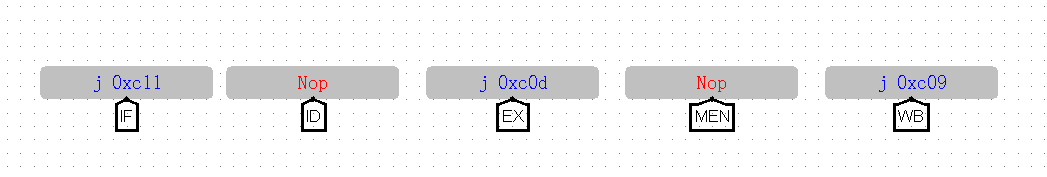 j 0xc11 Nop j 0xc0d Nop j 0xc09
IF ID EX MEN WB